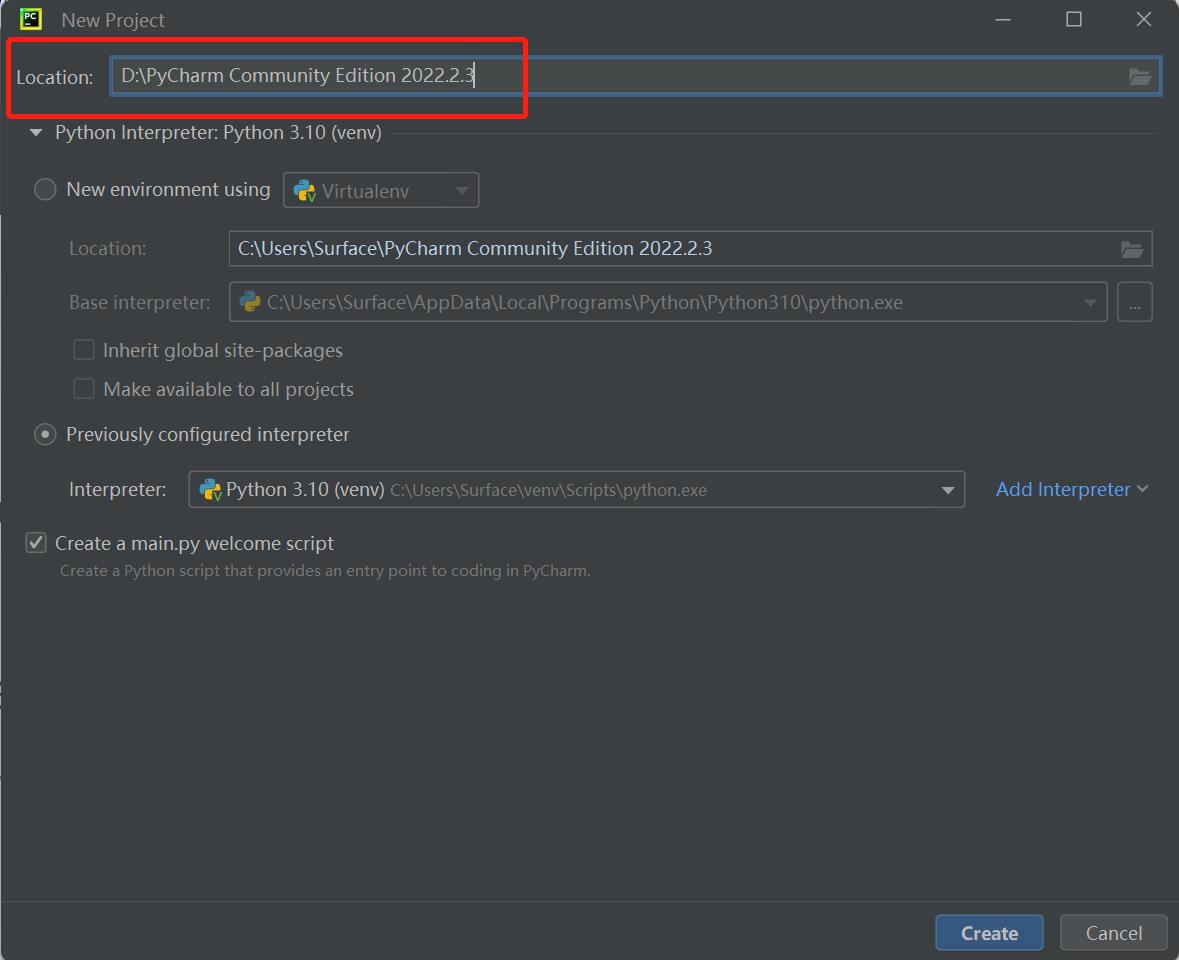 PC New Project
Location: D:\PyCharm Community Edition 2022.2.3
Python Interpreter: Python 3.10 (venv)
New environment using Virtualenv
Location: C:\Users\Surface\PyCharm Community Edition 2022.2.3
Base interpreter: C:\Users\Surface\AppData\Local\Programs\Python\Python310\python.exe ...
Inherit global site-packages
Make available to all projects
Previously configured interpreter
Interpreter: Python 3.10 (venv) C:\Users\Surface\venv\Scripts\python.exe Add Interpreter
Create a main.py welcome script
Create a Python script that provides an entry point to coding in PyCharm.
Create Cancel